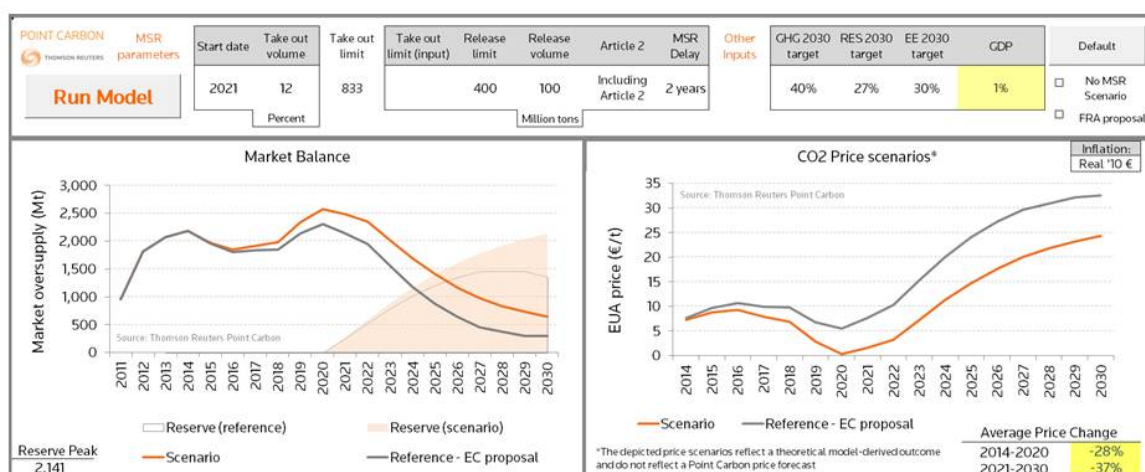 POINT CARBON
THOMSON REUTERS
MSR parameters
Run Model
Start date
2021
Take out volume
12
Percent
Take out limit
833
Take out limit (input)
Release limit
400
Release volume
100
Million tons
Article 2
Including Article 2
MSR Delay
2 years
Other Inputs
GHG 2030 target
40%
RES 2030 target
27%
EE 2030 target
30%
GDP
1%
Default
No MSR Scenario
FRA proposal
Market Balance
Market oversupply (Mt)
3,000
2,500
2,000
1,500
1,000
500
0
Source: Thomson Reuters Point Carbon
2011 2012 2013 2014 2015 2016 2017 2018 2019 2020 2021 2022 2023 2024 2025 2026 2027 2028 2029 2030
Reserve (reference)
Reserve (scenario)
Scenario
Reference - EC proposal
Reserve Peak
2,141
CO2 Price scenarios*
Inflation:
Real '10 €
EUA price (€/t)
35
30
25
20
15
10
5
0
Source: Thomson Reuters Point Carbon
2014 2015 2016 2017 2018 2019 2020 2021 2022 2023 2024 2025 2026 2027 2028 2029 2030
Scenario
Reference - EC proposal
*The depicted price scenarios reflect a theoretical model-derived outcome
and do not reflect a Point Carbon price forecast
Average Price Change
2014-2020 -28%
2021-2030 -37%